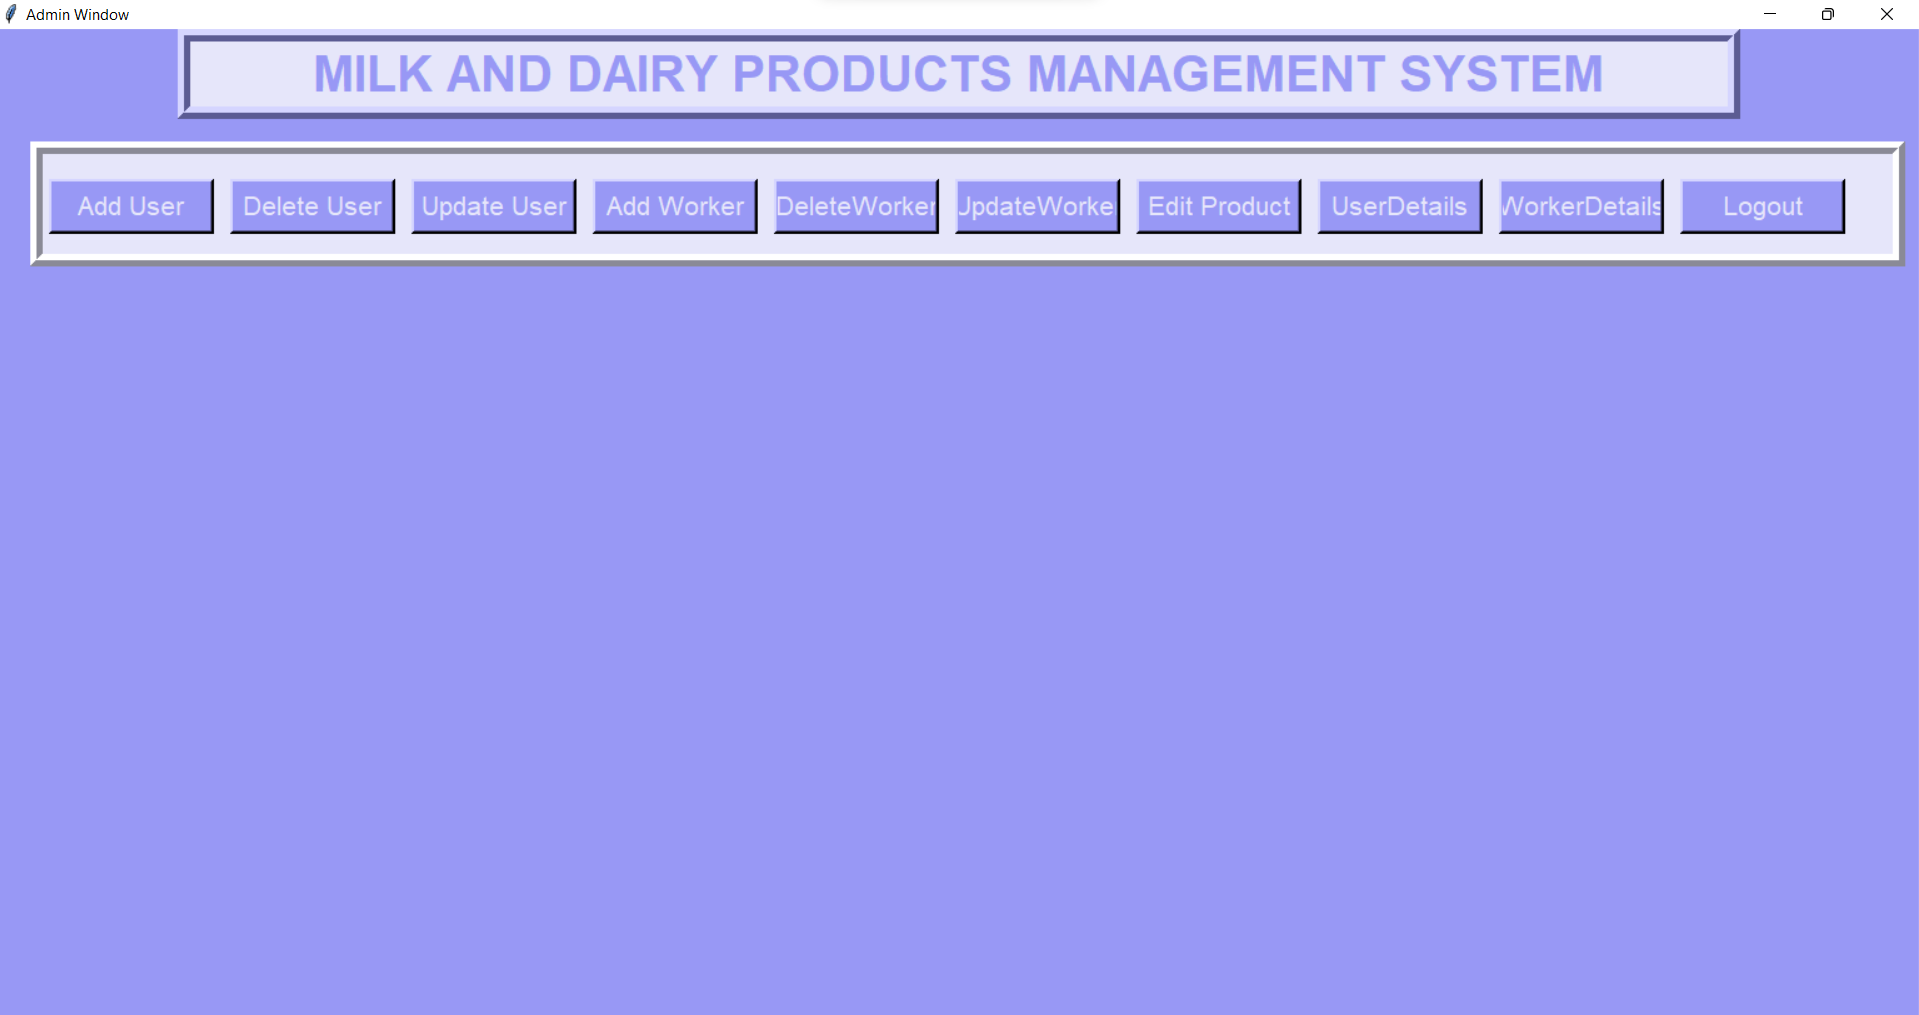 Admin Window
MILK AND DAIRY PRODUCTS MANAGEMENT SYSTEM
Add User Delete User Update User Add Worker DeleteWorker UpdateWorke Edit Product UserDetails WorkerDetails Logout